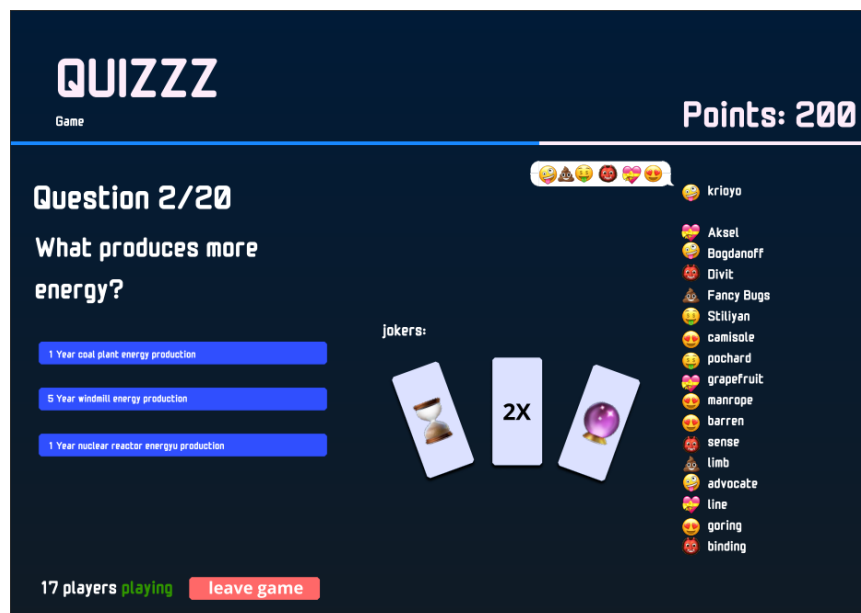 QUIZZZ
Game
Points: 200
Question 2/20
What produces more
energy?
1 Year coal plant energy production
5 Year windmill energy production
1 Year nuclear reactor energyu production
jokers:
2X
krioyo
Aksel
Bogdanoff
Divit
Fancy Bugs
Stiliyan
camisole
pochard
grapefruit
manrope
barren
sense
limb
advocate
line
goring
binding
17 players playing
leave game